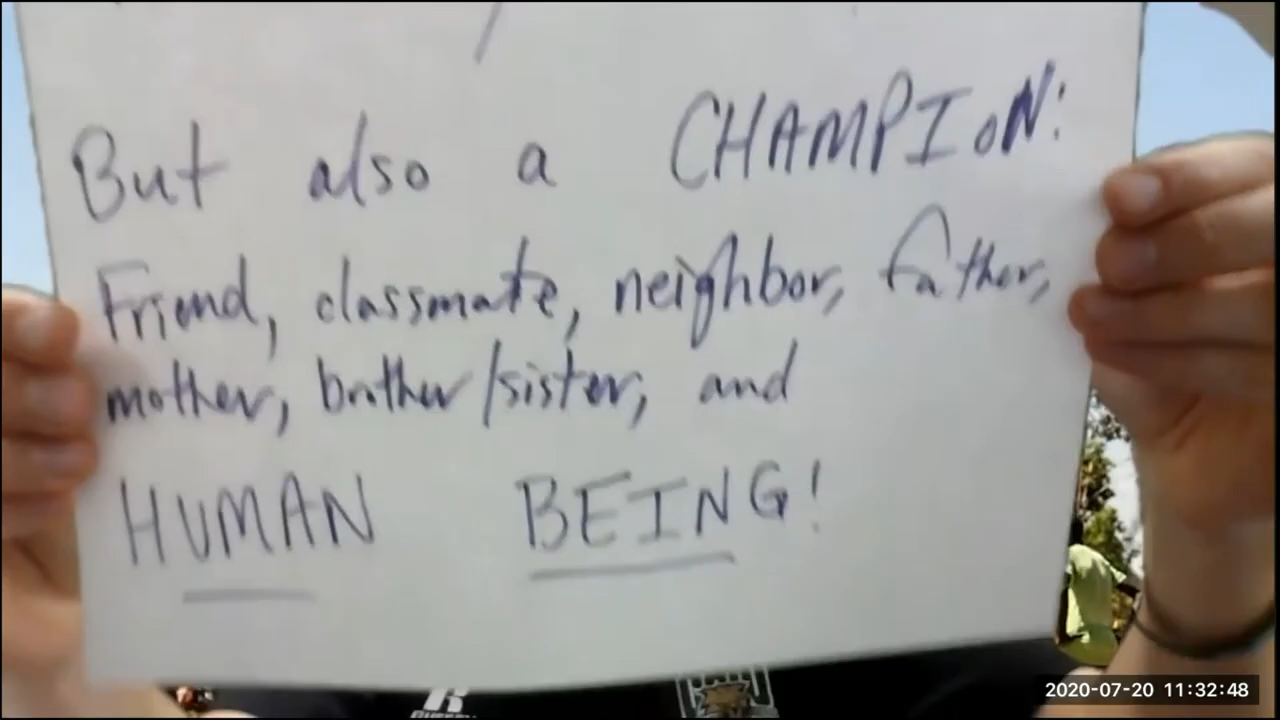 But also a CHAMPIoN:
Friend, classmate, neighbor, father,
mother, brother/sister, and
HUMAN BEING!
2020-07-20 11:32:48